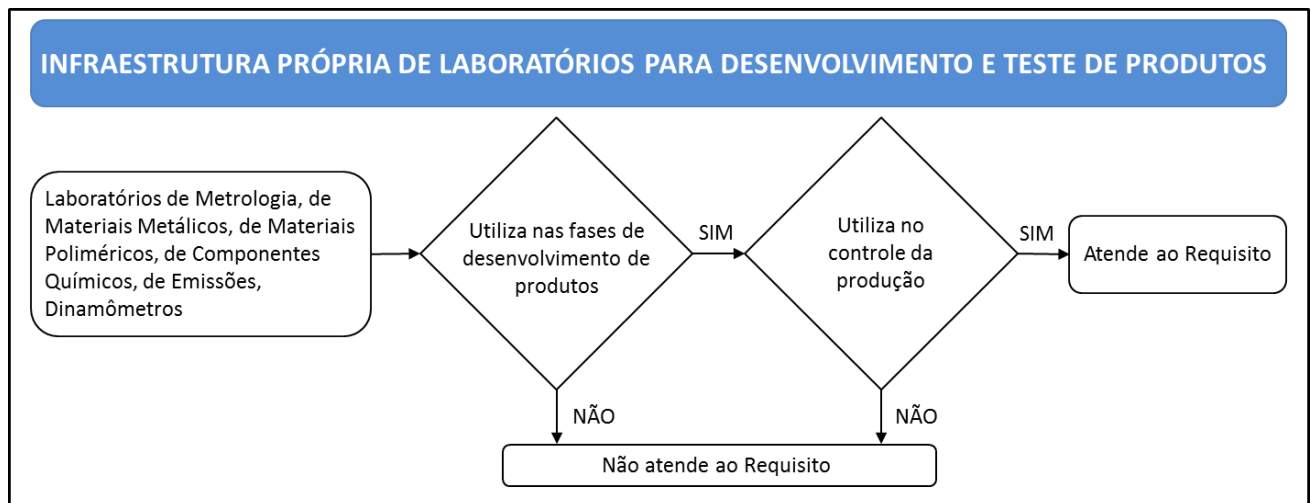 INFRAESTRUTURA PRÓPRIA DE LABORATÓRIOS PARA DESENVOLVIMENTO E TESTE DE PRODUTOS
Laboratórios de Metrologia, de
Materiais Metálicos, de Materiais
Poliméricos, de Componentes
Químicos, de Emissões,
Dinamômetros
Utiliza nas fases de
desenvolvimento de
produtos
SIM
Utiliza no
controle da
produção
SIM
Atende ao Requisito
NÃO
NÃO
Não atende ao Requisito